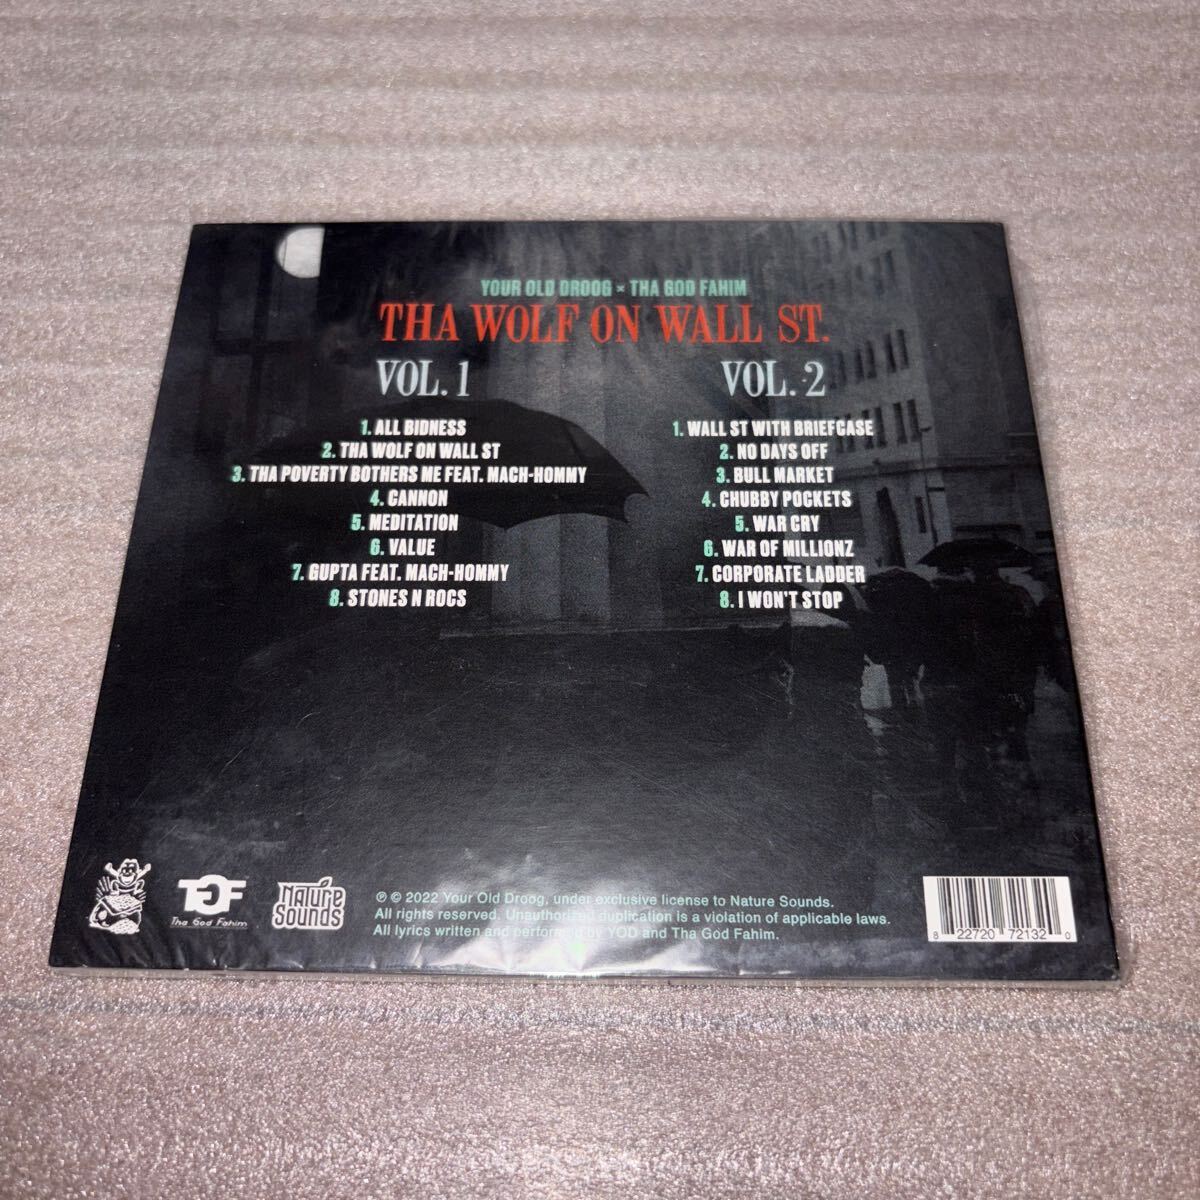 YOUR OLD DROOG × THA GOD FAHIM
THA WOLF ON WALL ST.
VOL. 1
1. ALL BIDNESS
2. THA WOLF ON WALL ST
3. THA POVERTY BOTHERS ME FEAT. MACH-HOMMY
4. CANNON
5. MEDITATION
6. VALUE
7. GUPTA FEAT. MACH-HOMMY
8. STONES N ROCS
VOL. 2
1. WALL ST WITH BRIEFCASE
2. NO DAYS OFF
3. BULL MARKET
4. CHUBBY POCKETS
5. WAR CRY
6. WAR OF MILLIONZ
7. CORPORATE LADDER
8. I WON'T STOP
TGF
Tha God Fahim
NATURE
SOUNDS
℗ © 2022 Your Old Droog, under exclusive license to Nature Sounds.
All rights reserved. Unauthorized duplication is a violation of applicable laws.
All lyrics written and performed by YOD and Tha God Fahim.
8 22720 72132 0